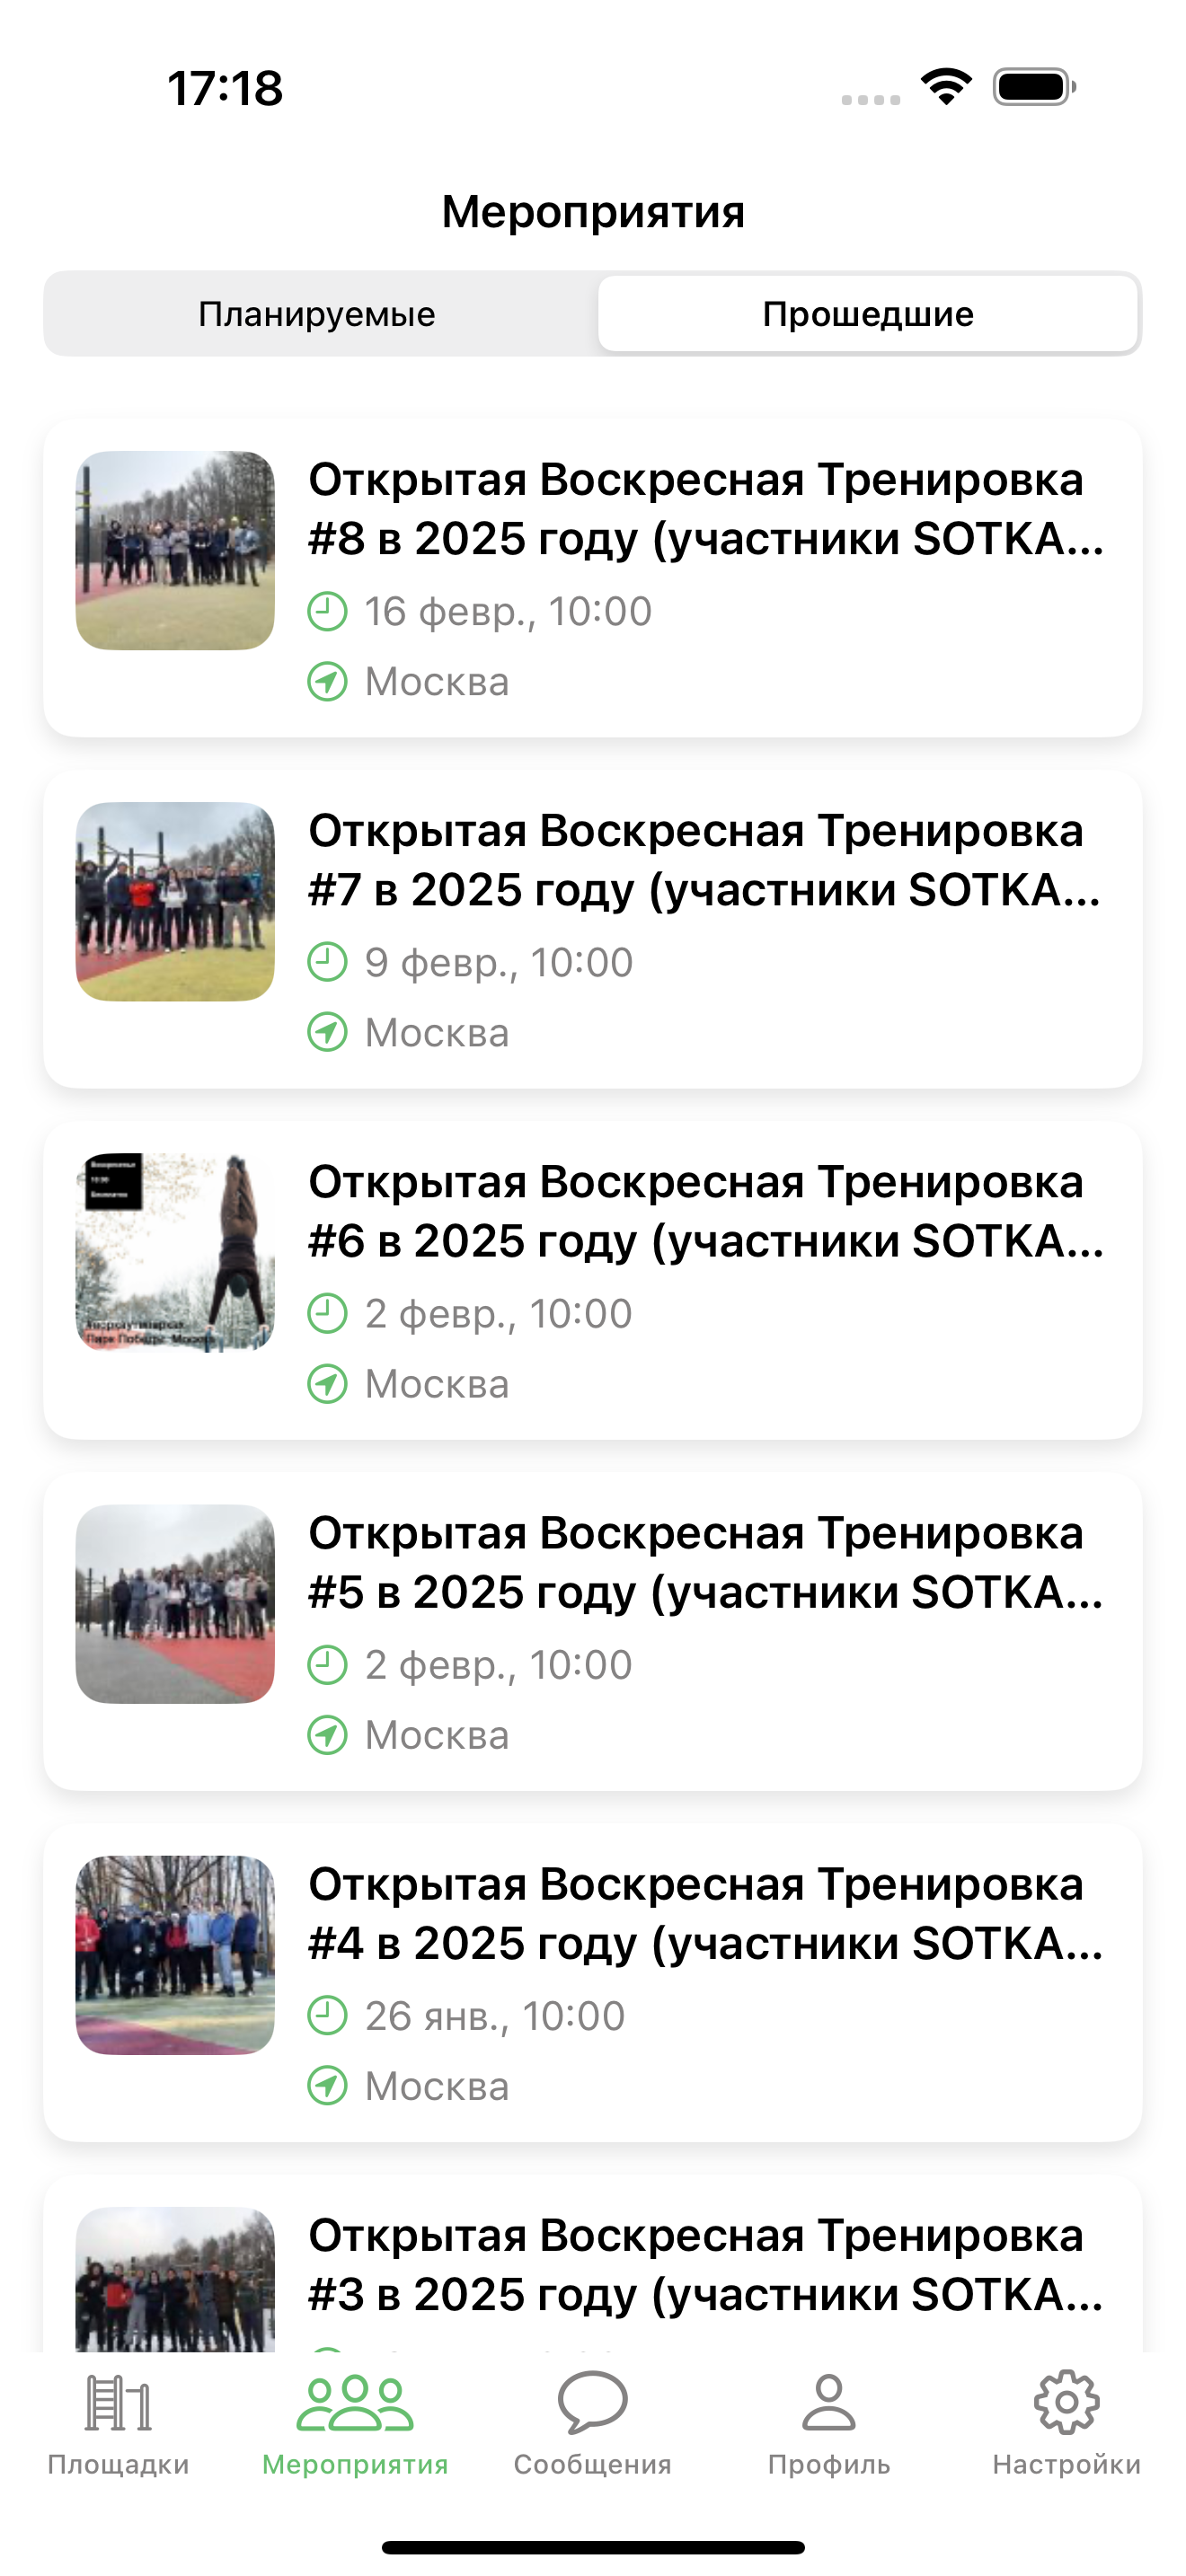 17:18
Мероприятия
Планируемые
Прошедшие
Открытая Воскресная Тренировка
#8 в 2025 году (участники SOTKA...
16 февр., 10:00
Москва
Открытая Воскресная Тренировка
#7 в 2025 году (участники SOTKA...
9 февр., 10:00
Москва
Открытая Воскресная Тренировка
#6 в 2025 году (участники SOTKA...
2 февр., 10:00
Москва
Открытая Воскресная Тренировка
#5 в 2025 году (участники SOTKA...
2 февр., 10:00
Москва
Открытая Воскресная Тренировка
#4 в 2025 году (участники SOTKA...
26 янв., 10:00
Москва
Открытая Воскресная Тренировка
#3 в 2025 году (участники SOTKA...
Площадки
Мероприятия
Сообщения
Профиль
Настройки